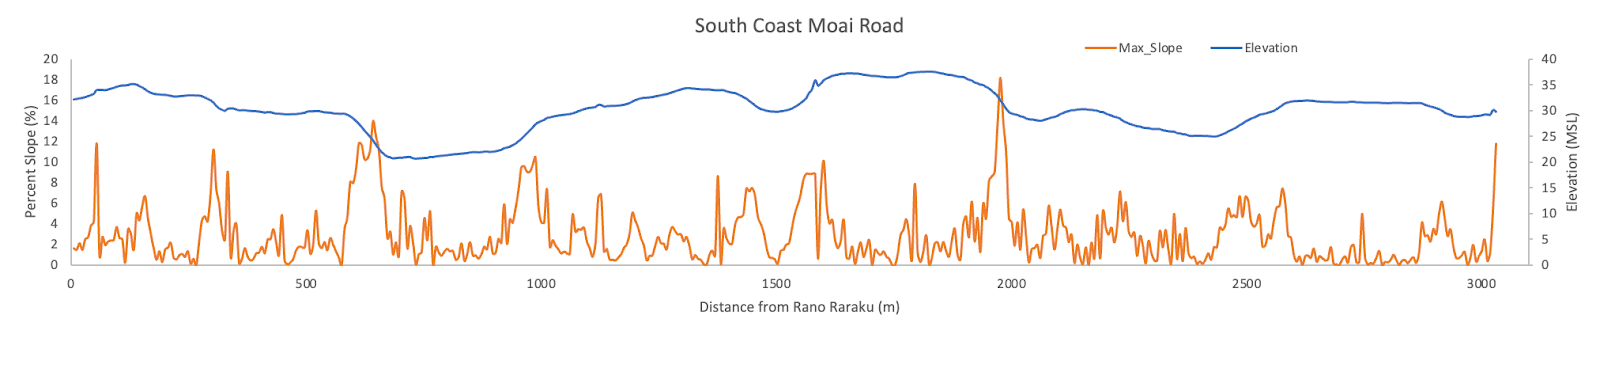 South Coast Moai Road
Max_Slope Elevation
20 40
18 35
16 30
14 25
12 20
10 15
8 10
6 5
4 0
2
0
Percent Slope (%)
Elevation (MSL)
0 500 1000 1500 2000 2500 3000
Distance from Rano Raraku (m)